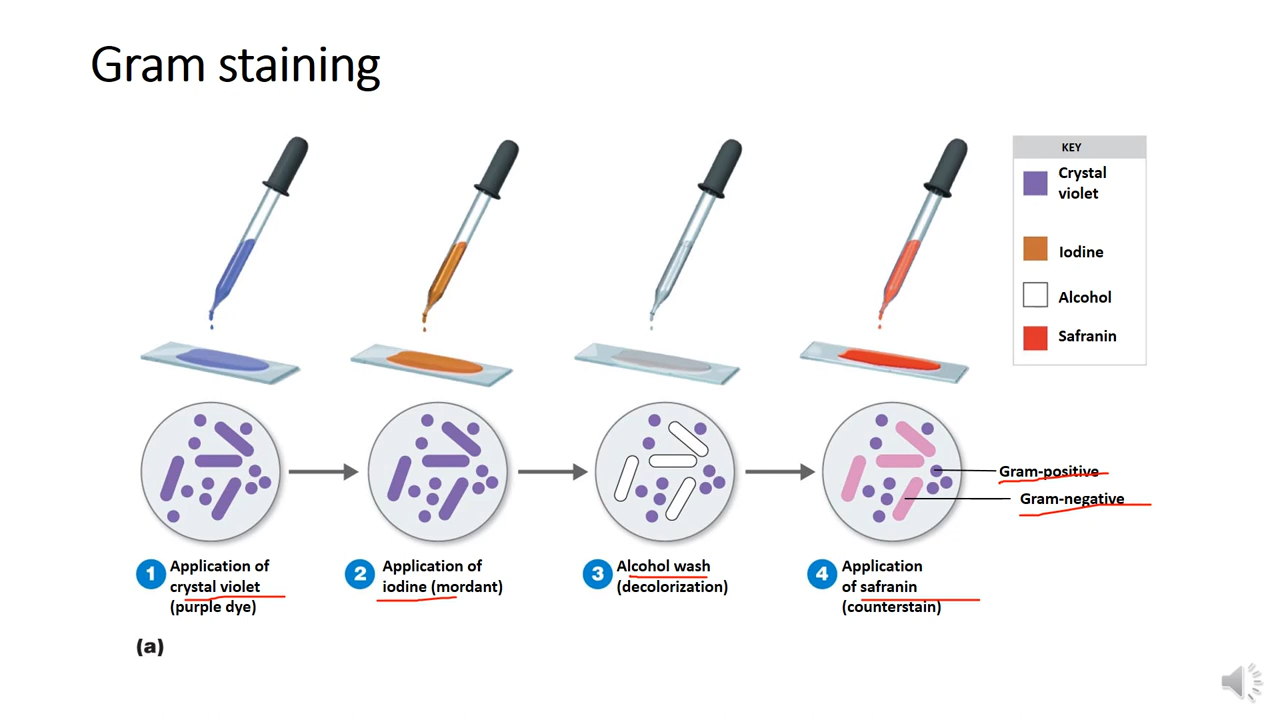 Gram staining
KEY
Crystal
violet
Iodine
Alcohol
Safranin
Gram-positive
Gram-negative
1
Application of
crystal violet
(purple dye)
2
Application of
iodine (mordant)
3
Alcohol wash
(decolorization)
4
Application
of safranin
(counterstain)
(a)